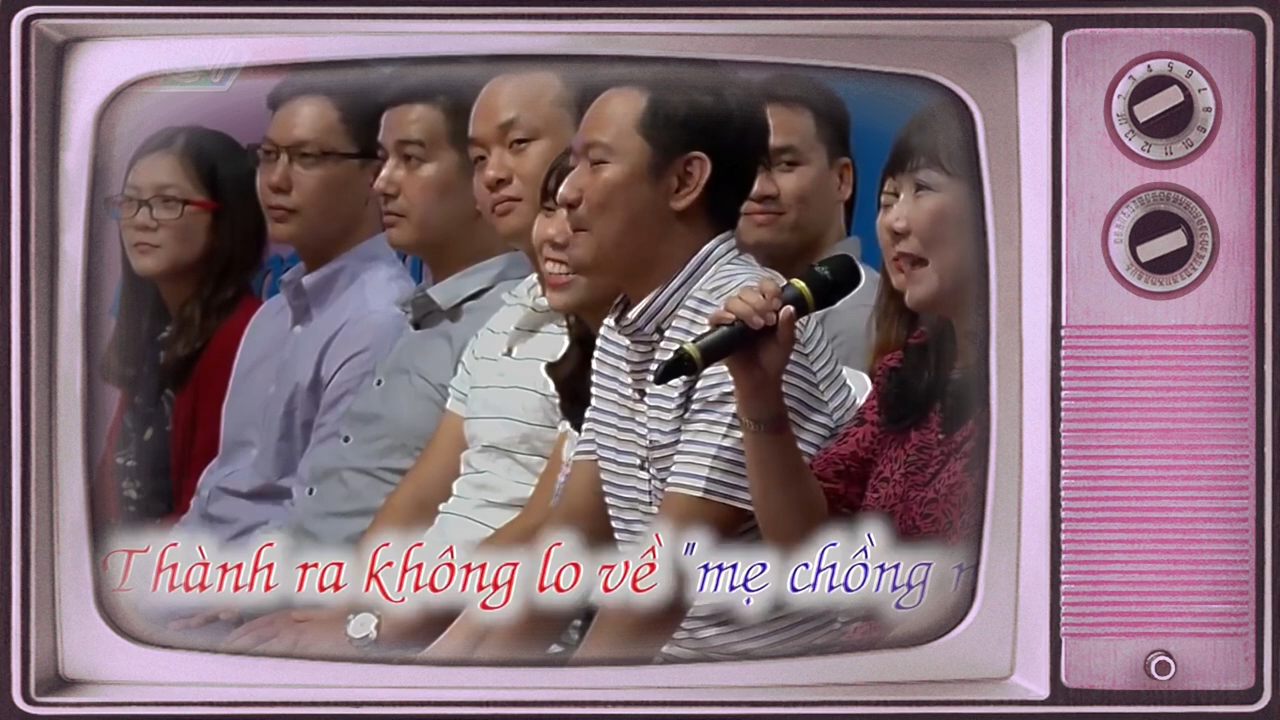 Thành ra không lo về "mẹ chồng